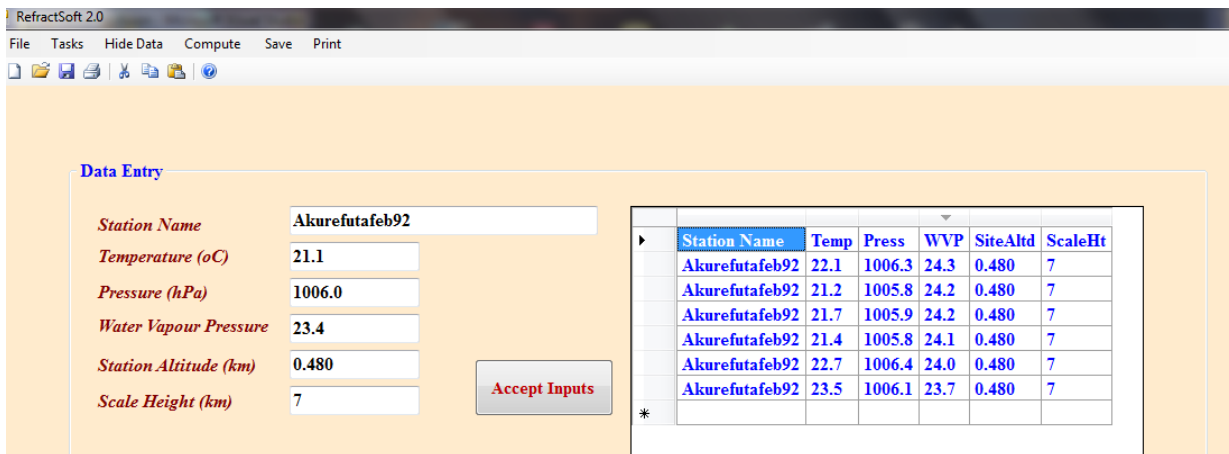 RefractSoft 2.0
File Tasks Hide Data Compute Save Print
Data Entry
Station Name Akurefutafeb92
Temperature (oC) 21.1
Pressure (hPa) 1006.0
Water Vapour Pressure 23.4
Station Altitude (km) 0.480
Scale Height (km) 7
Accept Inputs
Station Name Temp Press WVP SiteAltd ScaleHt
Akurefutafeb92 22.1 1006.3 24.3 0.480 7
Akurefutafeb92 21.2 1005.8 24.2 0.480 7
Akurefutafeb92 21.7 1005.9 24.2 0.480 7
Akurefutafeb92 21.4 1005.8 24.1 0.480 7
Akurefutafeb92 22.7 1006.4 24.0 0.480 7
Akurefutafeb92 23.5 1006.1 23.7 0.480 7